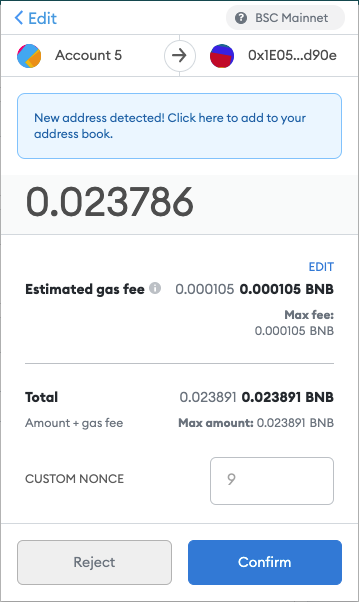 Edit
BSC Mainnet
Account 5
0x1E05...d90e
New address detected! Click here to add to your
address book.
0.023786
EDIT
Estimated gas fee 0.000105 0.000105 BNB
Max fee:
0.000105 BNB
Total 0.023891 0.023891 BNB
Amount + gas fee Max amount: 0.023891 BNB
CUSTOM NONCE 9
Reject
Confirm